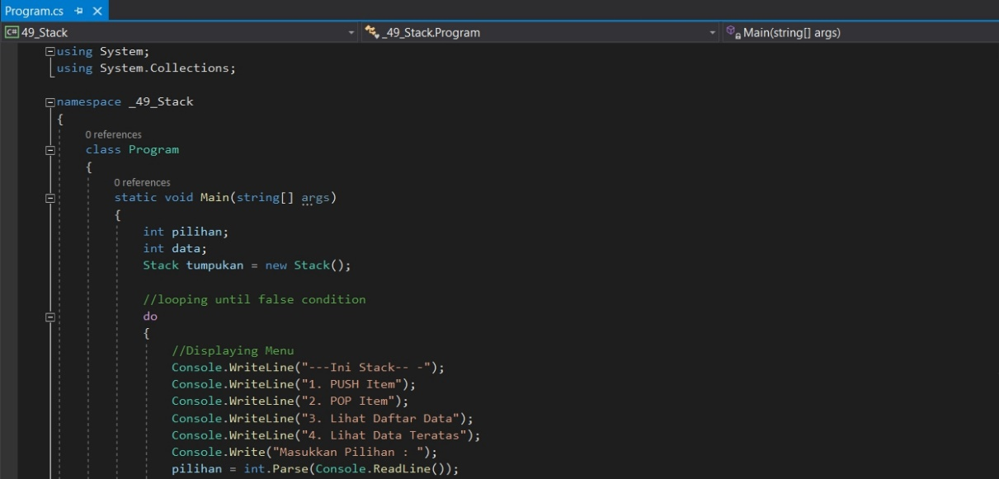 Program.cs
49_Stack
_49_Stack.Program
Main(string[] args)
using System;
using System.Collections;
namespace _49_Stack
{
0 references
class Program
{
0 references
static void Main(string[] args)
{
int pilihan;
int data;
Stack tumpukan = new Stack();
//looping until false condition
do
{
//Displaying Menu
Console.WriteLine("---Ini Stack-- -");
Console.WriteLine("1. PUSH Item");
Console.WriteLine("2. POP Item");
Console.WriteLine("3. Lihat Daftar Data");
Console.WriteLine("4. Lihat Data Teratas");
Console.Write("Masukkan Pilihan : ");
pilihan = int.Parse(Console.ReadLine());